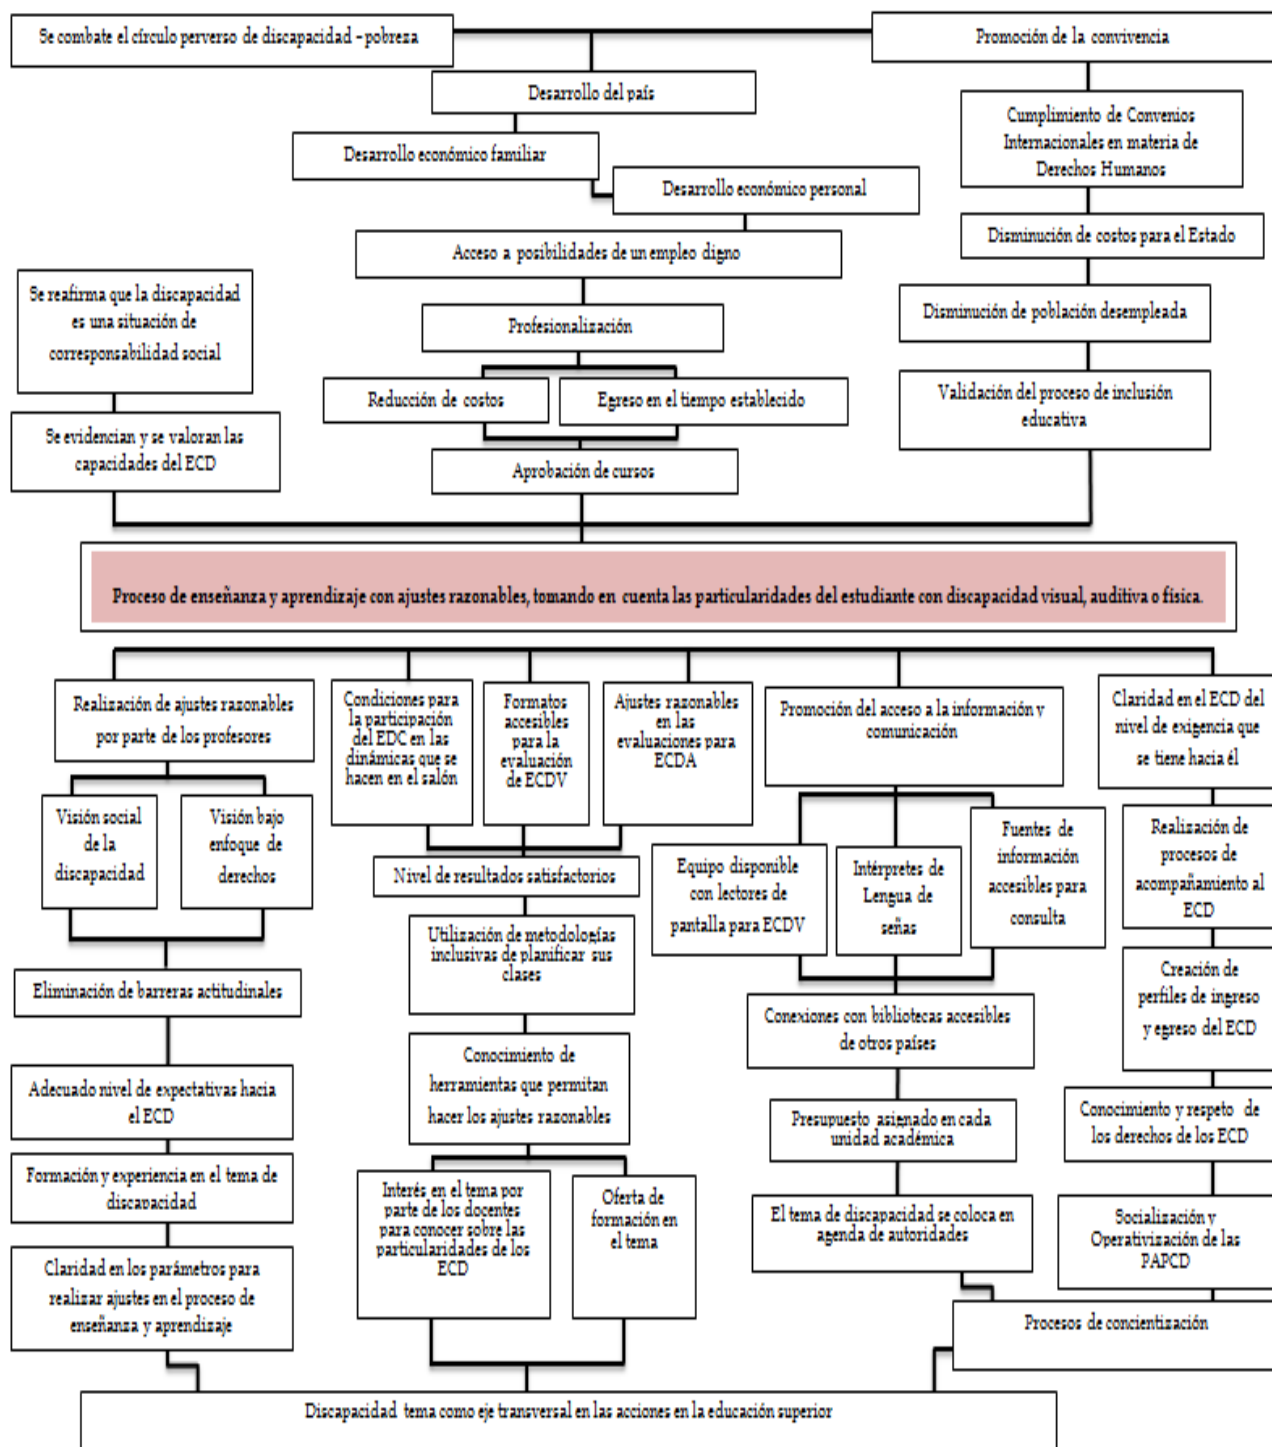 Se combate el círculo perverso de discapacidad – pobreza
Promoción de la convivencia
Desarrollo del país
Cumplimiento de Convenios
Internacionales en materia de
Derechos Humanos
Desarrollo económico familiar
Desarrollo económico personal
Disminución de costos para el Estado
Acceso a posibilidades de un empleo digno
Se reafirma que la discapacidad
es una situación de
corresponsabilidad social
Profesionalización
Disminución de población desempleada
Reducción de costos
Egreso en el tiempo establecido
Validación del proceso de inclusión
educativa
Se evidencian y se valoran las
capacidades del ECD
Aprobación de cursos
Proceso de enseñanza y aprendizaje con ajustes razonables, tomando en cuenta las particularidades del estudiante con discapacidad visual, auditiva o física.
Realización de ajustes razonables
por parte de los profesores
Condiciones para
la participación
del EDC en las
dinámicas que se
hacen en el salón
Formatos
accesibles
para la
evaluación
de ECDV
Ajustes razonables
en las
evaluaciones para
ECDA
Promoción del acceso a la información y
comunicación
Claridad en el ECD del
nivel de exigencia que
se tiene hacia él
Visión social
de la
discapacidad
Visión bajo
enfoque de
derechos
Nivel de resultados satisfactorios
Equipo disponible
con lectores de
pantalla para ECDV
Intérpretes de
Lengua de
señas
Fuentes de
información
accesibles para
consulta
Realización de
procesos de
acompañamiento al
ECD
Utilización de metodologías
inclusivas de planificar sus
clases
Eliminación de barreras actitudinales
Conexiones con bibliotecas accesibles
de otros países
Creación de
perfiles de ingreso
y egreso del ECD
Conocimiento de
herramientas que permitan
hacer los ajustes razonables
Adecuado nivel de expectativas hacia
el ECD
Presupuesto asignado en cada
unidad académica
Conocimiento y respeto de
los derechos de los ECD
Formación y experiencia en el tema de
discapacidad
Interés en el tema por
parte de los docentes
para conocer sobre las
particularidades de los
ECD
Oferta de
formación en
el tema
El tema de discapacidad se coloca en
agenda de autoridades
Socialización y
Operativización de las
PAPCD
Claridad en los parámetros para
realizar ajustes en el proceso de
enseñanza y aprendizaje
Procesos de concientización
Discapacidad tema como eje transversal en las acciones en la educación superior